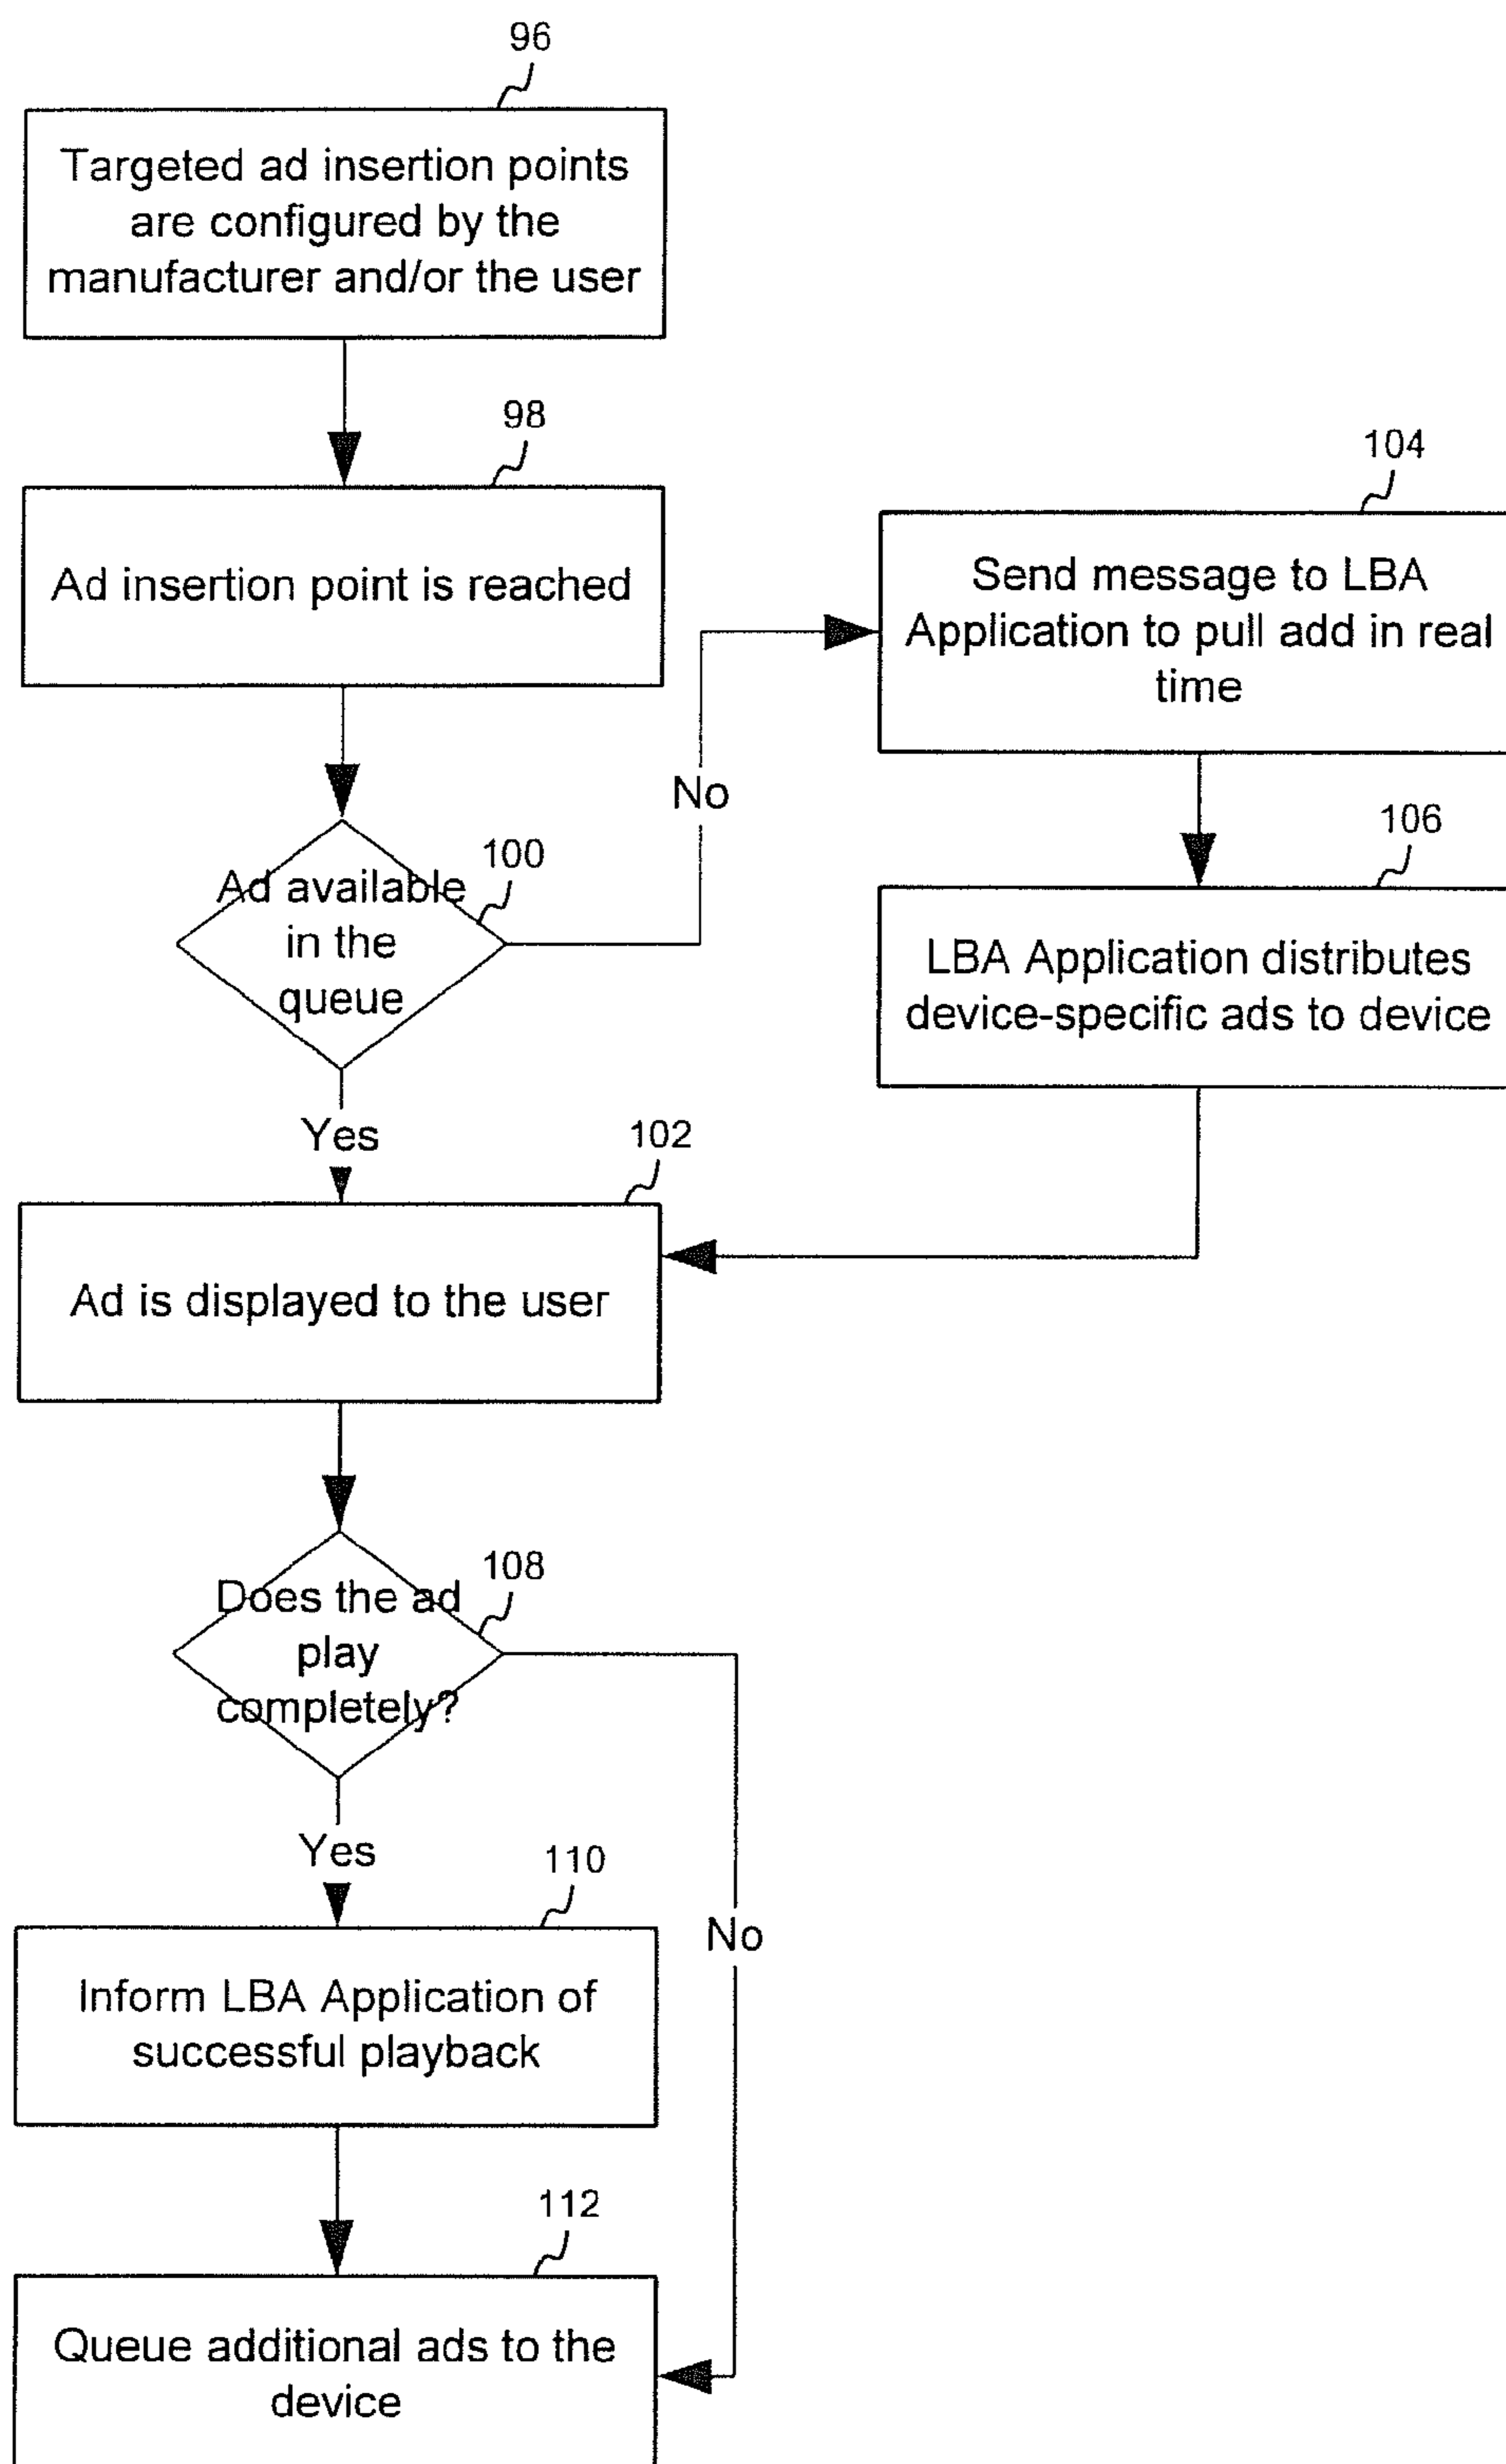 96
Targeted ad insertion points
are configured by the
manufacturer and/or the user
98
Ad insertion point is reached
104
Send message to LBA
Application to pull add in real
time
No
100
Ad available
in the
queue
106
LBA Application distributes
device-specific ads to device
Yes
102
Ad is displayed to the user
108
Does the ad
play
completely?
Yes
110
No
Inform LBA Application of
successful playback
112
Queue additional ads to the
device